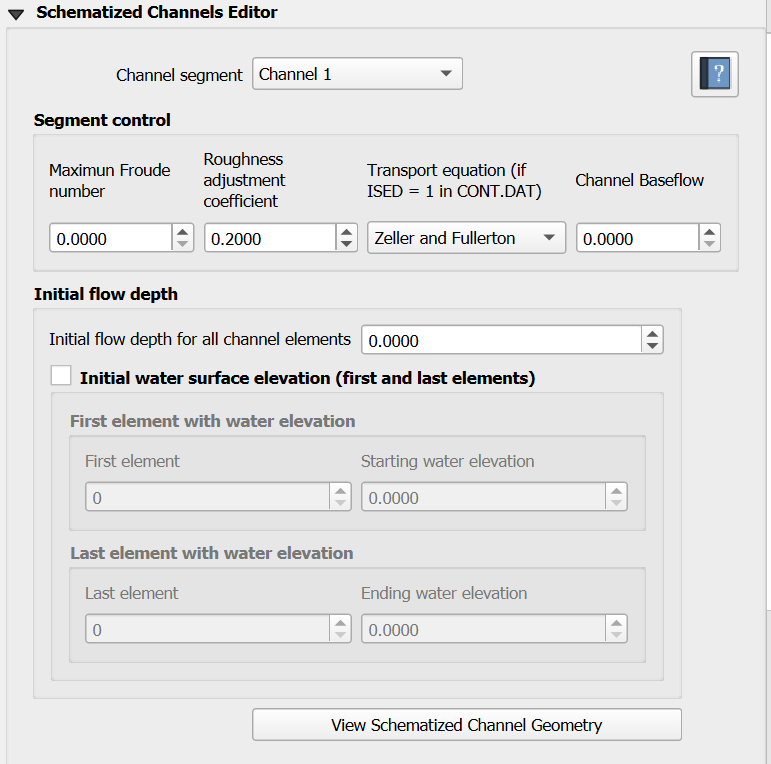 Schematized Channels Editor
Channel segment Channel 1 ?
Segment control
Maximun Froude
number
Roughness
adjustment
coefficient
Transport equation (if
ISED = 1 in CONT.DAT)
Channel Baseflow
0.0000 0.2000 Zeller and Fullerton 0.0000
Initial flow depth
Initial flow depth for all channel elements 0.0000
Initial water surface elevation (first and last elements)
First element with water elevation
First element Starting water elevation
0 0.0000
Last element with water elevation
Last element Ending water elevation
0 0.0000
View Schematized Channel Geometry